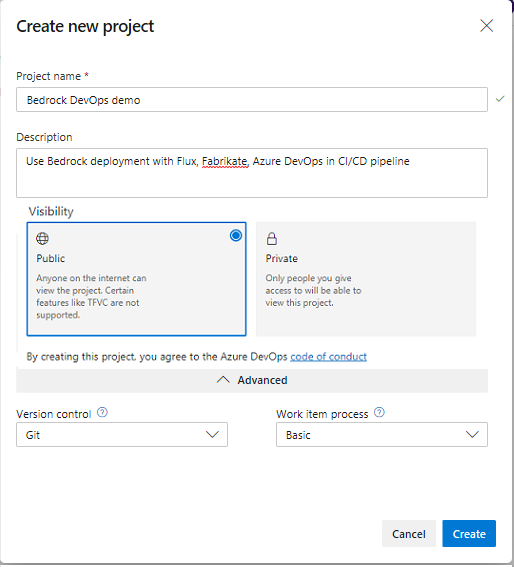 Create new project
Project name *
Bedrock DevOps demo
Description
Use Bedrock deployment with Flux, Fabrikate, Azure DevOps in CI/CD pipeline
Visibility
Public
Anyone on the internet can
view the project. Certain
features like TFVC are not
supported.
Private
Only people you give
access to will be able to
view this project.
By creating this project, you agree to the Azure DevOps code of conduct
Advanced
Version control ?
Git
Work item process ?
Basic
Cancel
Create